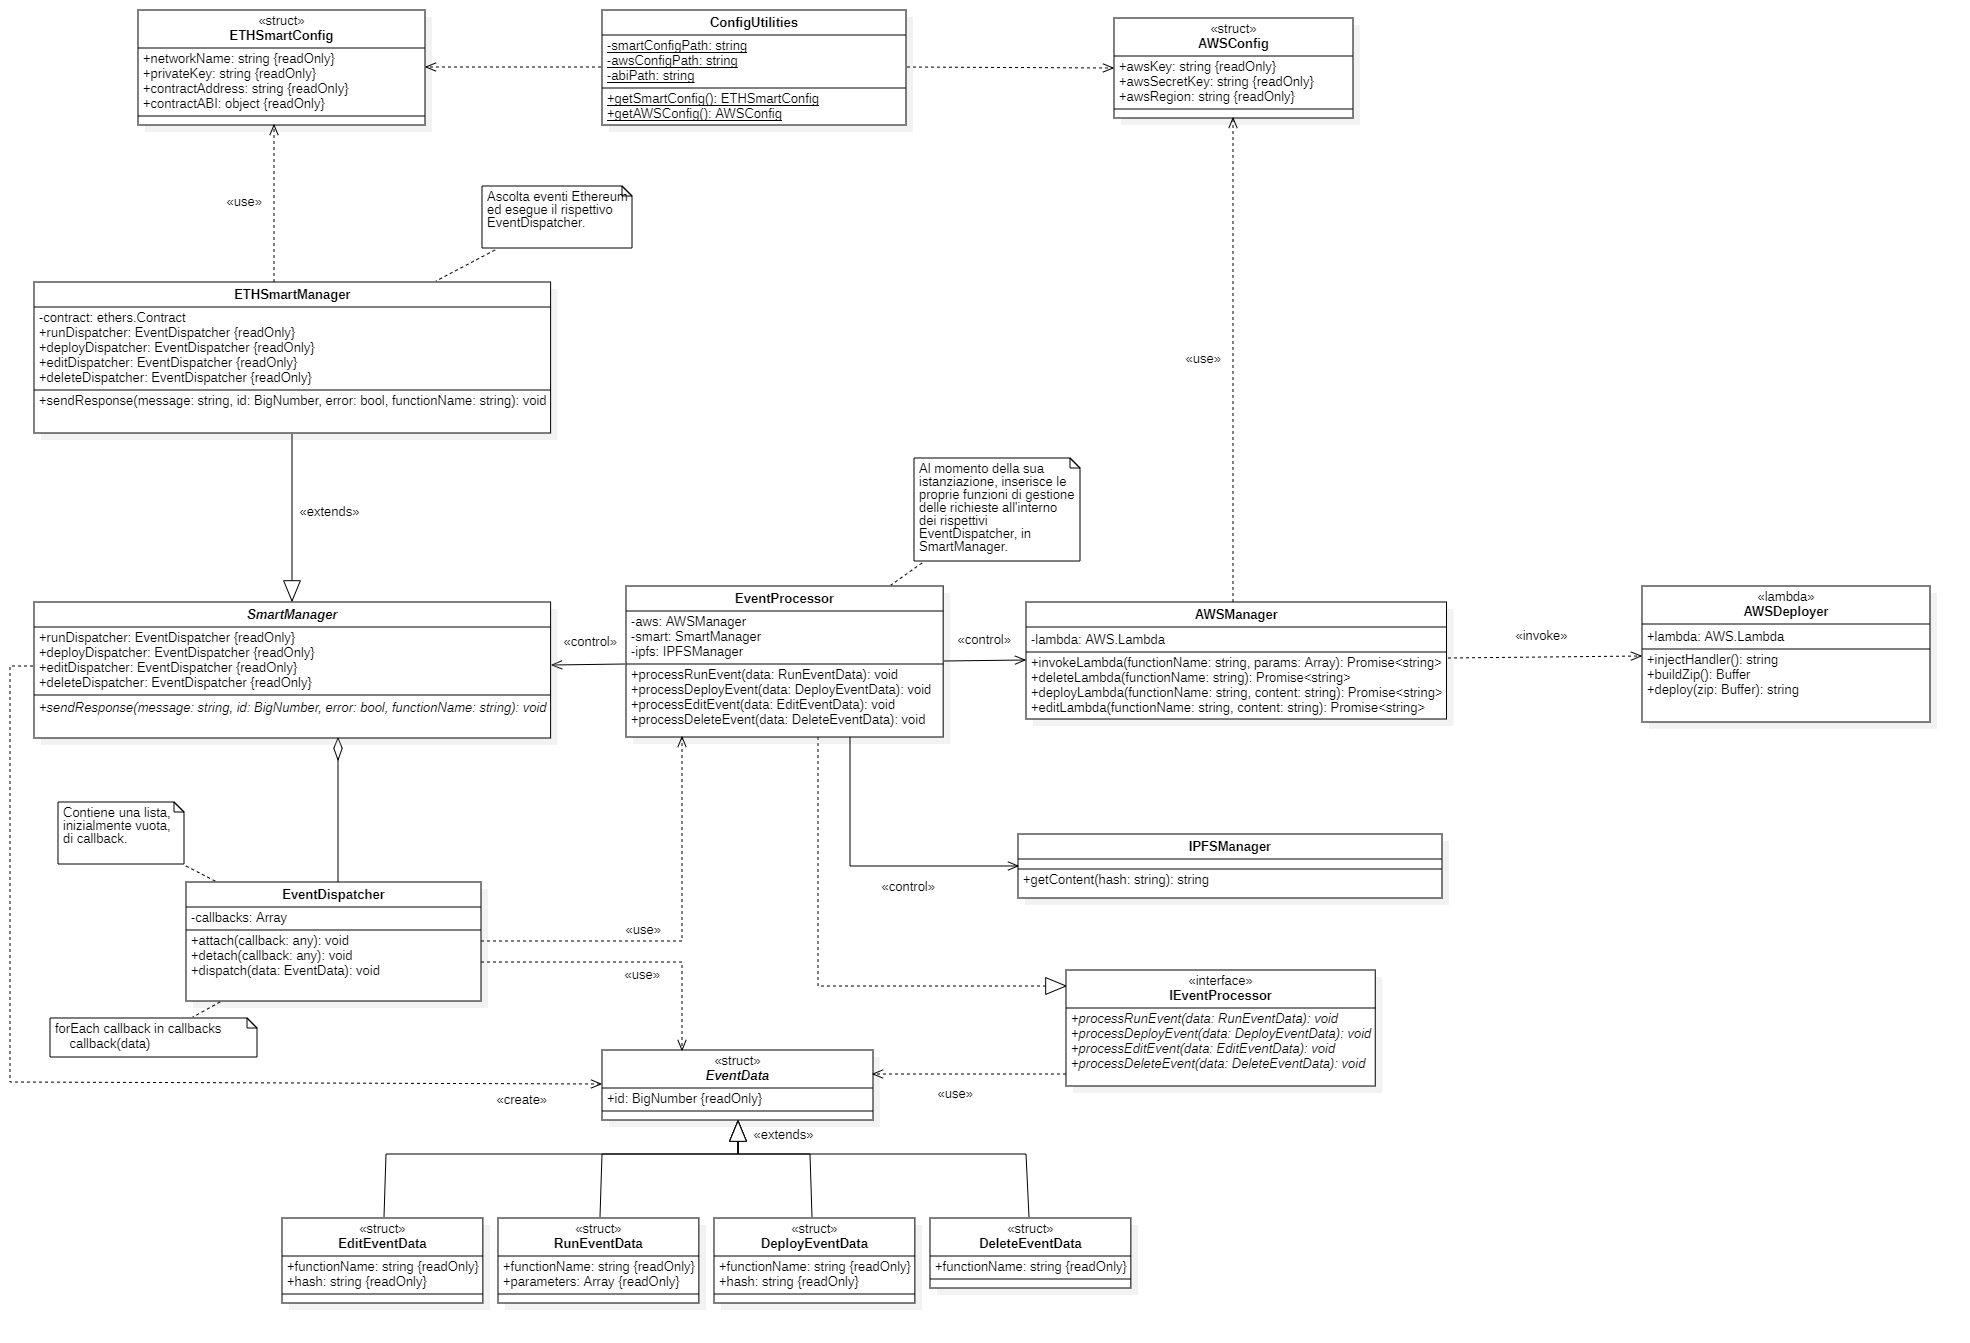 «struct»
ETHSmartConfig
+networkName: string {readOnly}
+privateKey: string {readOnly}
+contractAddress: string {readOnly}
+contractABI: object {readOnly}
ConfigUtilities
-smartConfigPath: string
-awsConfigPath: string
-abiPath: string
+getSmartConfig(): ETHSmartConfig
+getAWSConfig(): AWSConfig
«struct»
AWSConfig
+awsKey: string {readOnly}
+awsSecretKey: string {readOnly}
+awsRegion: string {readOnly}
«use»
Ascolta eventi Ethereum
ed esegue il rispettivo
EventDispatcher.
ETHSmartManager
-contract: ethers.Contract
+runDispatcher: EventDispatcher {readOnly}
+deployDispatcher: EventDispatcher {readOnly}
+editDispatcher: EventDispatcher {readOnly}
+deleteDispatcher: EventDispatcher {readOnly}
+sendResponse(message: string, id: BigNumber, error: bool, functionName: string): void
«use»
«extends»
Al momento della sua
istanziazione, inserisce le
proprie funzioni di gestione
delle richieste all'interno
dei rispettivi
EventDispatcher, in
SmartManager.
SmartManager
+runDispatcher: EventDispatcher {readOnly}
+deployDispatcher: EventDispatcher {readOnly}
+editDispatcher: EventDispatcher {readOnly}
+deleteDispatcher: EventDispatcher {readOnly}
+sendResponse(message: string, id: BigNumber, error: bool, functionName: string): void
«control»
EventProcessor
-aws: AWSManager
-smart: SmartManager
-ipfs: IPFSManager
+processRunEvent(data: RunEventData): void
+processDeployEvent(data: DeployEventData): void
+processEditEvent(data: EditEventData): void
+processDeleteEvent(data: DeleteEventData): void
«control»
AWSManager
-lambda: AWS.Lambda
+invokeLambda(functionName: string, params: Array): Promise<string>
+deleteLambda(functionName: string): Promise<string>
+deployLambda(functionName: string, content: string): Promise<string>
+editLambda(functionName: string, content: string): Promise<string>
«invoke»
«lambda»
AWSDeployer
+lambda: AWS.Lambda
+injectHandler(): string
+buildZip(): Buffer
+deploy(zip: Buffer): string
Contiene una lista,
inizialmente vuota,
di callback.
IPFSManager
+getContent(hash: string): string
«control»
EventDispatcher
-callbacks: Array
+attach(callback: any): void
+detach(callback: any): void
+dispatch(data: EventData): void
«use»
«use»
forEach callback in callbacks
callback(data)
«interface»
IEventProcessor
+processRunEvent(data: RunEventData): void
+processDeployEvent(data: DeployEventData): void
+processEditEvent(data: EditEventData): void
+processDeleteEvent(data: DeleteEventData): void
«struct»
EventData
+id: BigNumber {readOnly}
«create»
«use»
«extends»
«struct»
EditEventData
+functionName: string {readOnly}
+hash: string {readOnly}
«struct»
RunEventData
+functionName: string {readOnly}
+parameters: Array {readOnly}
«struct»
DeployEventData
+functionName: string {readOnly}
+hash: string {readOnly}
«struct»
DeleteEventData
+functionName: string {readOnly}